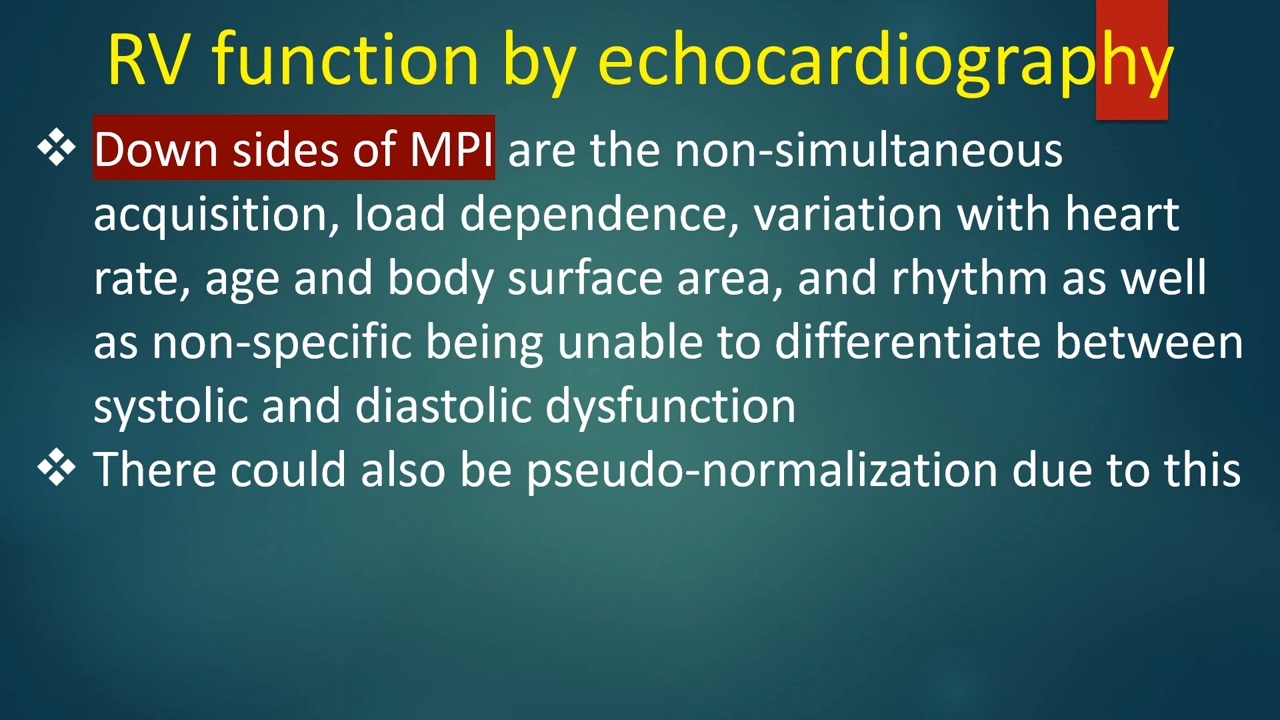 RV function by echocardiography
❖ Down sides of MPI are the non-simultaneous
acquisition, load dependence, variation with heart
rate, age and body surface area, and rhythm as well
as non-specific being unable to differentiate between
systolic and diastolic dysfunction
❖ There could also be pseudo-normalization due to this